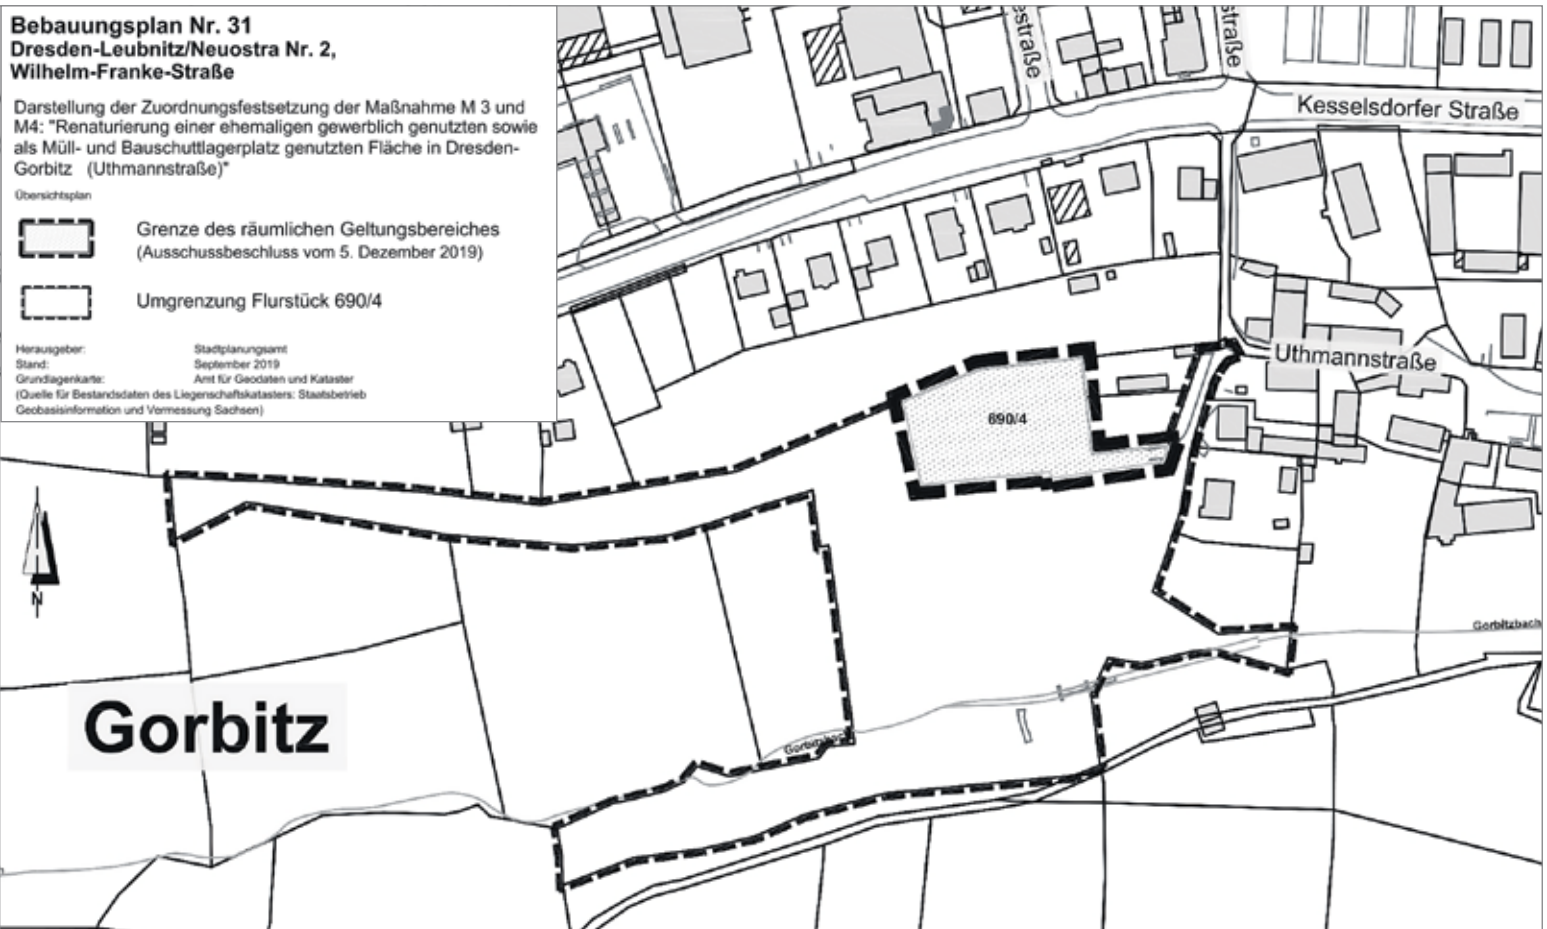 Bebauungsplan Nr. 31
Dresden-Leubnitz/Neuostra Nr. 2,
Wilhelm-Franke-Straße
Darstellung der Zuordnungsfestsetzung der Maßnahme M 3 und
M4: "Renaturierung einer ehemaligen gewerblich genutzten sowie
als Müll- und Bauschuttlagerplatz genutzten Fläche in Dresden-
Gorbitz (Uthmannstraße)"
Übersichtsplan
Grenze des räumlichen Geltungsbereiches
(Ausschussbeschluss vom 5. Dezember 2019)
Umgrenzung Flurstück 690/4
Herausgeber: Stadtplanungsamt
Stand: September 2019
Grundlagenkarte: Amt für Geodaten und Kataster
(Quelle für Bestandsdaten des Liegenschaftskatasters: Staatsbetrieb
Geobasisinformation und Vermessung Sachsen)
straße
Kesselsdorfer Straße
Uthmannstraße
690/4
N
Gorbitzbach
Gorbitz